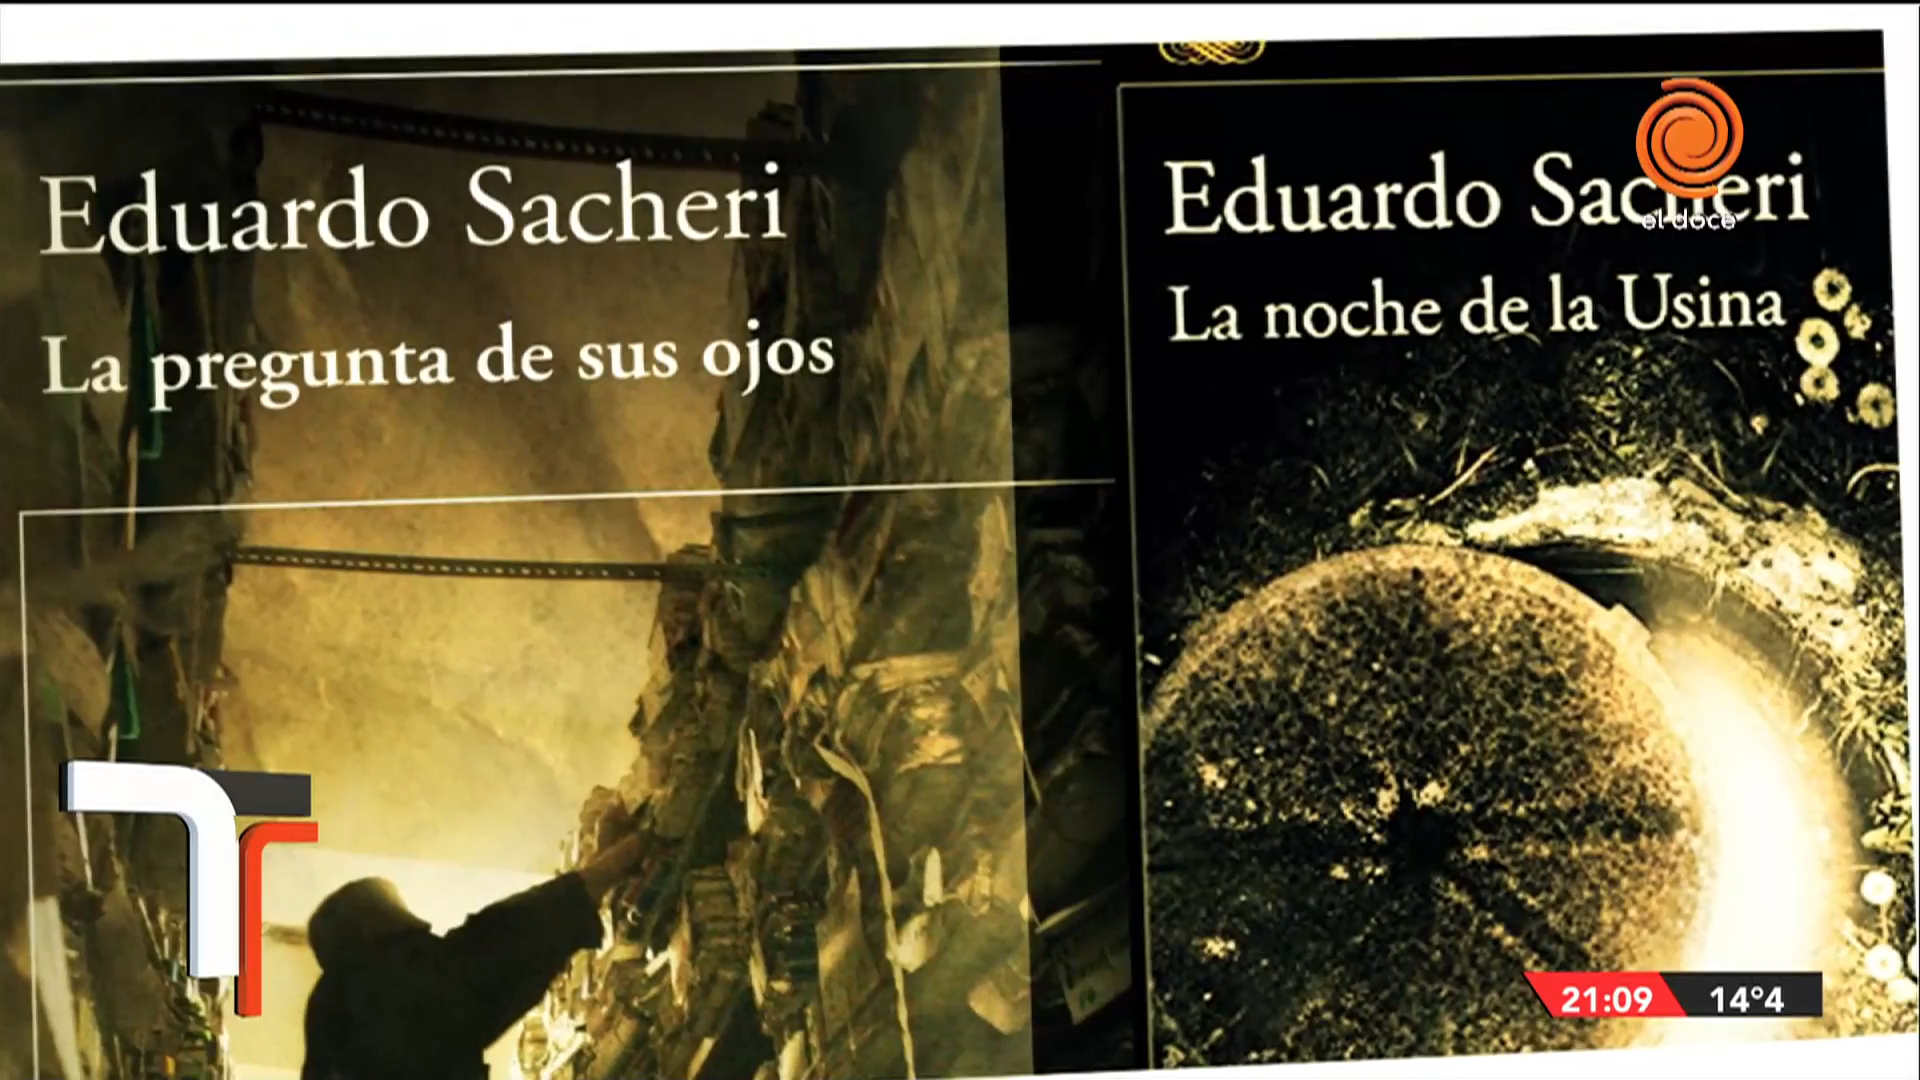 Eduardo Sacheri
La pregunta de sus ojos
Eduardo Sacheri
La noche de la Usina
el doce
21:09 14°4